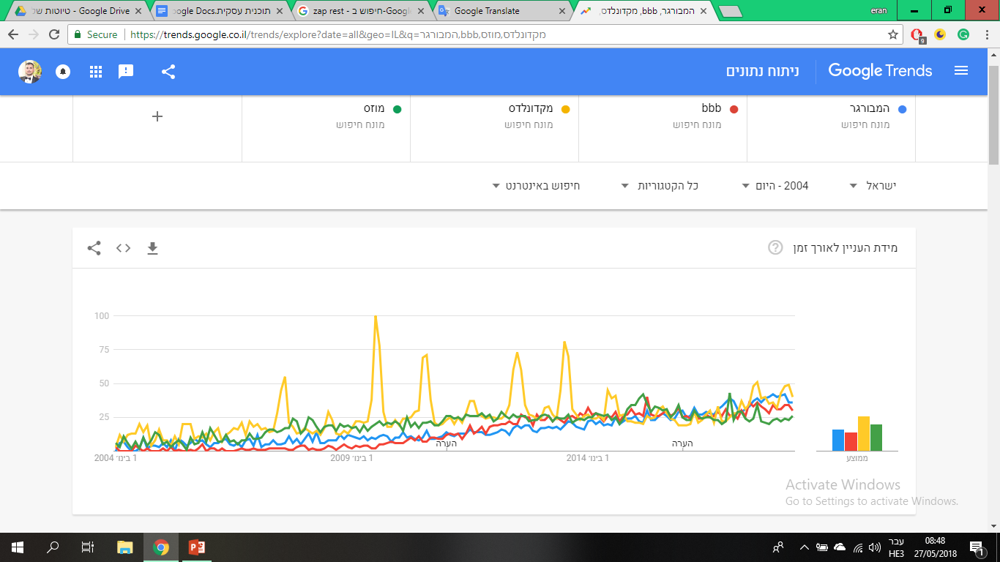 טיוטות של - Google Drive
תוכנית עסקית.oogle Docs
zap rest - חיפוש ב-Google
Google Translate
המבורגר, bbb, מקדונלדס,
eran
Secure
https://trends.google.co.il/trends/explore?date=all&geo=IL&q=המבורגר,bbb,מקדונלדס,מוזס
9
Google Trends
ניתוח נתונים
המבורגר
מונח חיפוש
bbb
מונח חיפוש
מקדונלדס
מונח חיפוש
מוזס
מונח חיפוש
+
ישראל
2004 - היום
כל הקטגוריות
חיפוש באינטרנט
מידת העניין לאורך זמן
100
75
50
25
הערה
הערה
1 בינו׳ 2004
1 בינו׳ 2009
1 בינו׳ 2014
ממוצע
Activate Windows
Go to Settings to activate Windows.
עבר
HE3
08:48
27/05/2018
1